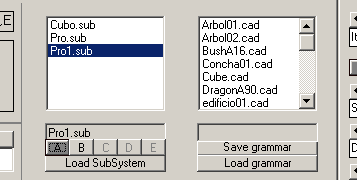 ,E
Cubo.sub
Pro.sub
Pro1.sub
Arbol01.cad
Arbol02.cad
BushA16.cad
Concha01.cad
Cube.cad
DragonA90.cad
edificio01.cad
It
Pro1.sub
A B C D E
Load SubSystem
Save grammar
Load grammar
S
D